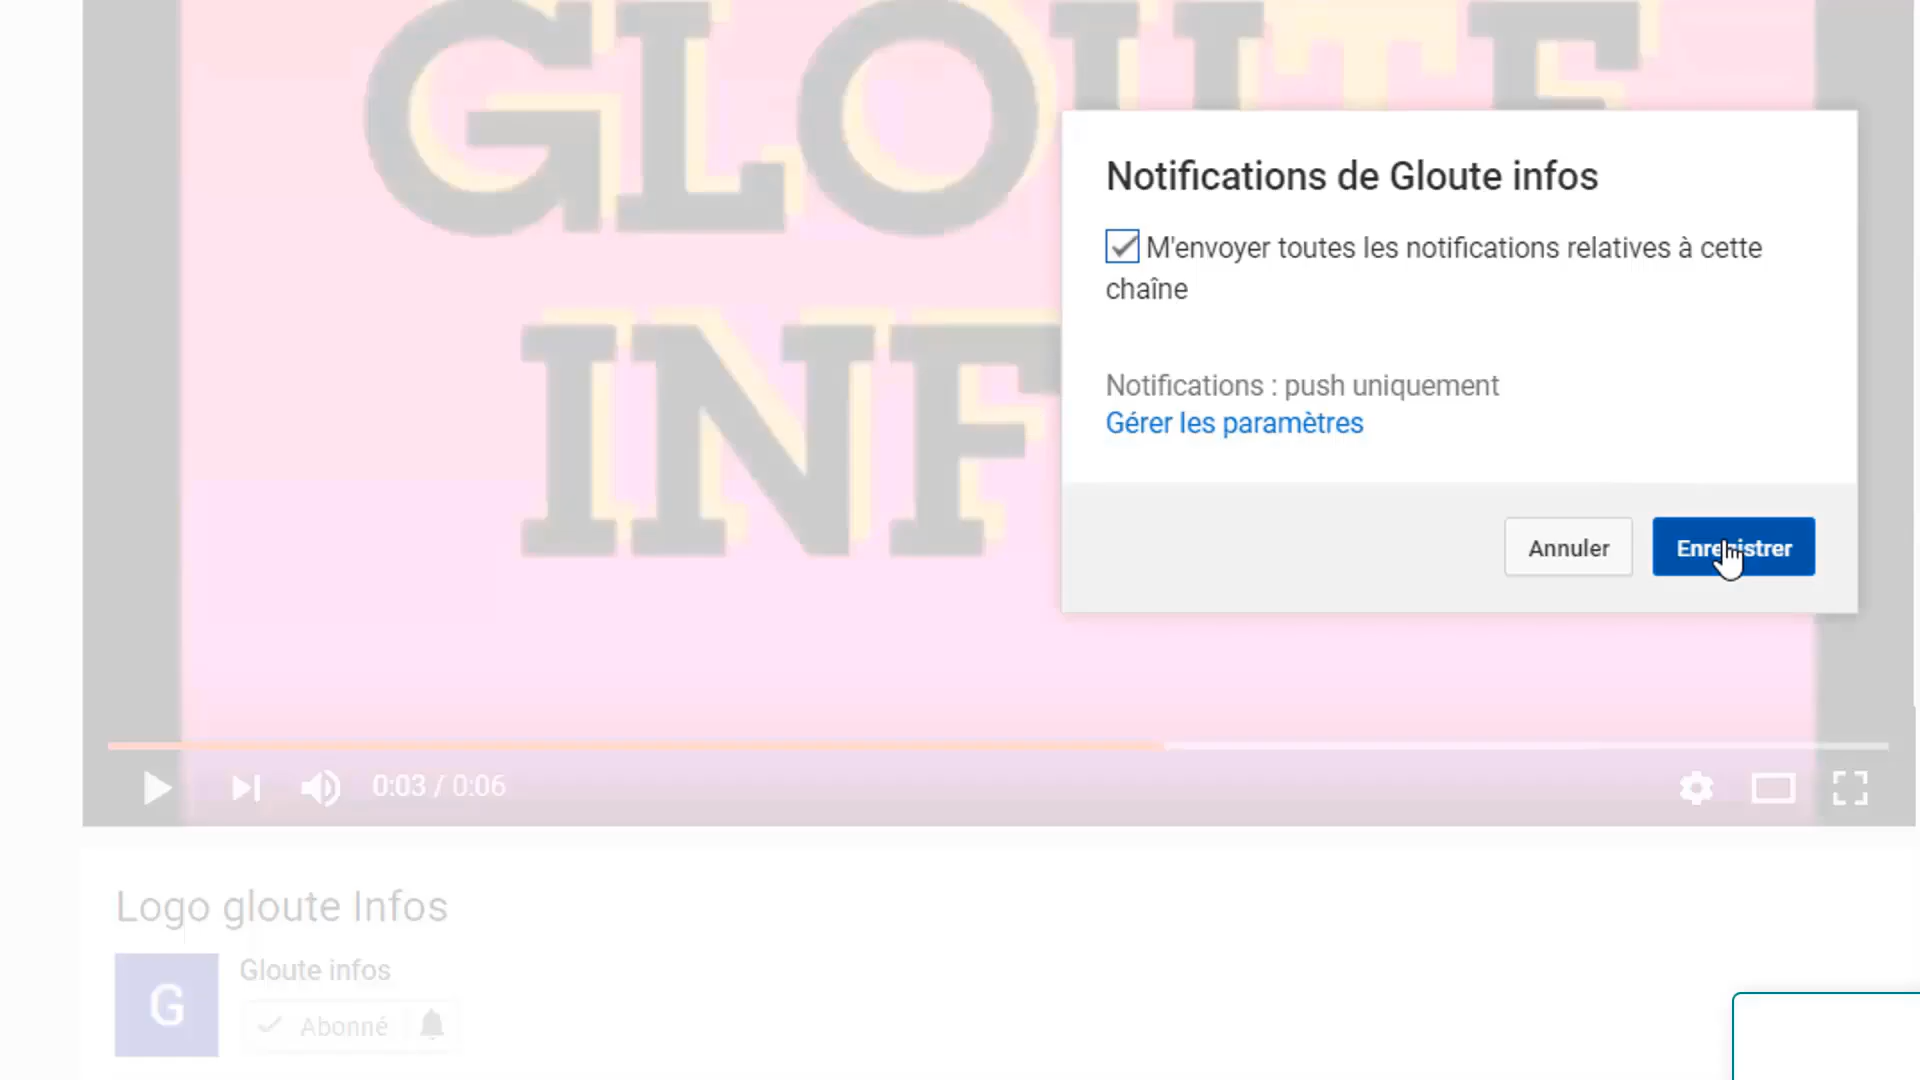 GLOUTE
INF
Notifications de Gloute infos
M'envoyer toutes les notifications relatives à cette
chaîne
Notifications : push uniquement
Gérer les paramètres
Annuler
Enregistrer
0:03 / 0:06
Logo gloute Infos
G
Gloute infos
Abonné